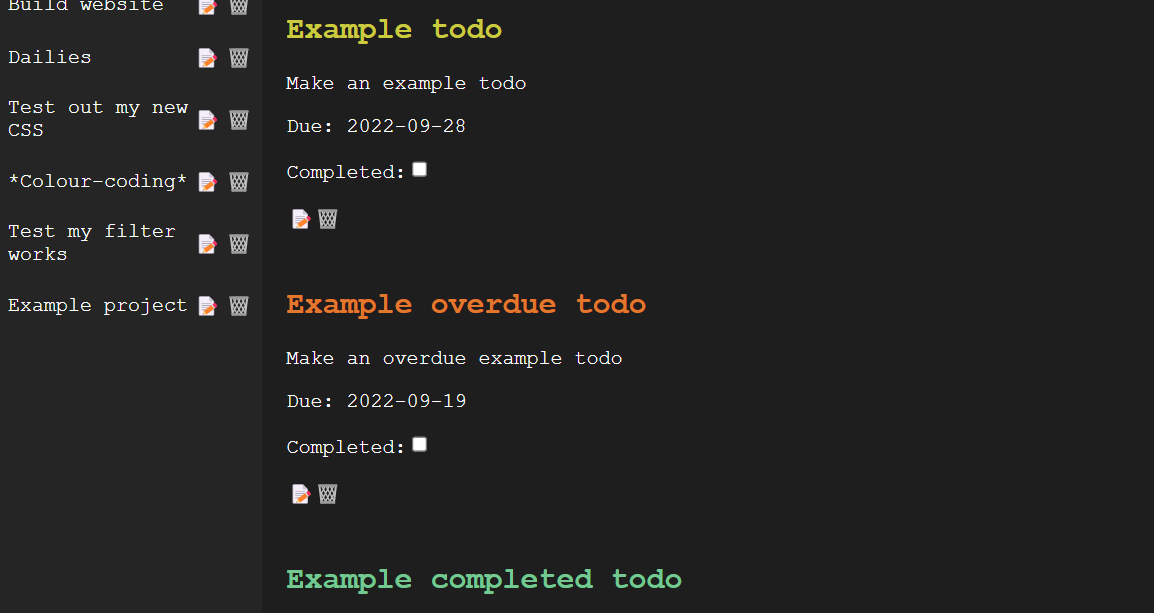 Build website
Dailies
Test out my new
CSS
*Colour-coding*
Test my filter
works
Example project
Example todo
Make an example todo
Due: 2022-09-28
Completed:
Example overdue todo
Make an overdue example todo
Due: 2022-09-19
Completed:
Example completed todo